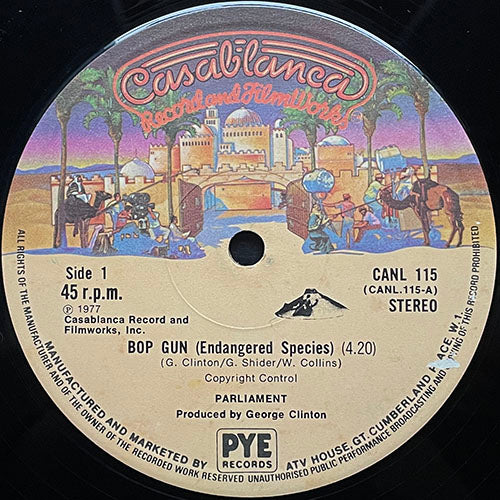 Casablanca
Record and FilmWorks
Side 1
45 r.p.m.
℗ 1977
Casablanca Record and
Filmworks, Inc.
CANL 115
(CANL.115-A)
STEREO
BOP GUN (Endangered Species) (4.20)
(G. Clinton/G. Shider/W. Collins)
Copyright Control
PARLIAMENT
Produced by George Clinton
PYE
RECORDS
MANUFACTURED AND MARKETED BY
ATV HOUSE, GT. CUMBERLAND PLACE, W.1.
ALL RIGHTS OF THE MANUFACTURER AND OF THE OWNER OF THE RECORDED WORK RESERVED UNAUTHORISED PUBLIC PERFORMANCE BROADCASTING AND COPYING OF THIS RECORD PROHIBITED.